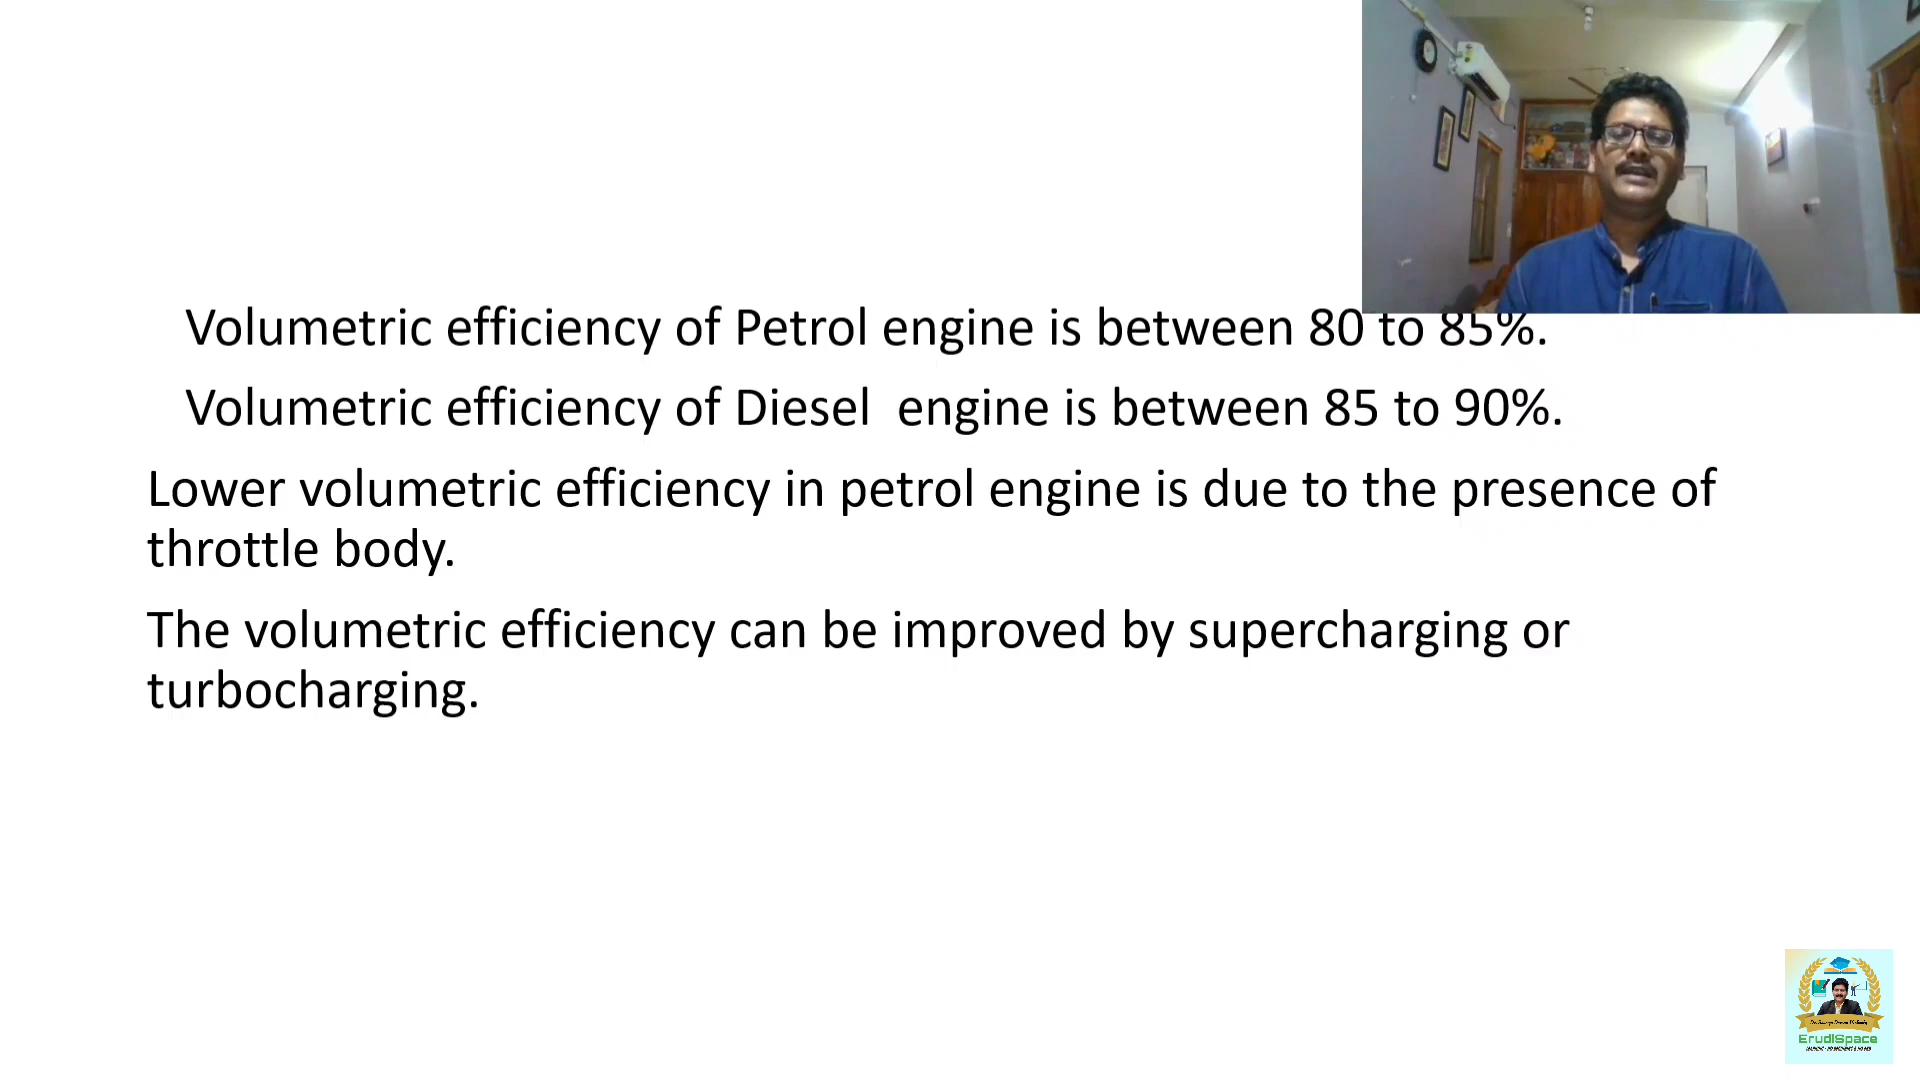 Volumetric efficiency of Petrol engine is between 80 to 85%.
Volumetric efficiency of Diesel  engine is between 85 to 90%.
Lower volumetric efficiency in petrol engine is due to the presence of
throttle body.
The volumetric efficiency can be improved by supercharging or
turbocharging.
ErudiSpace